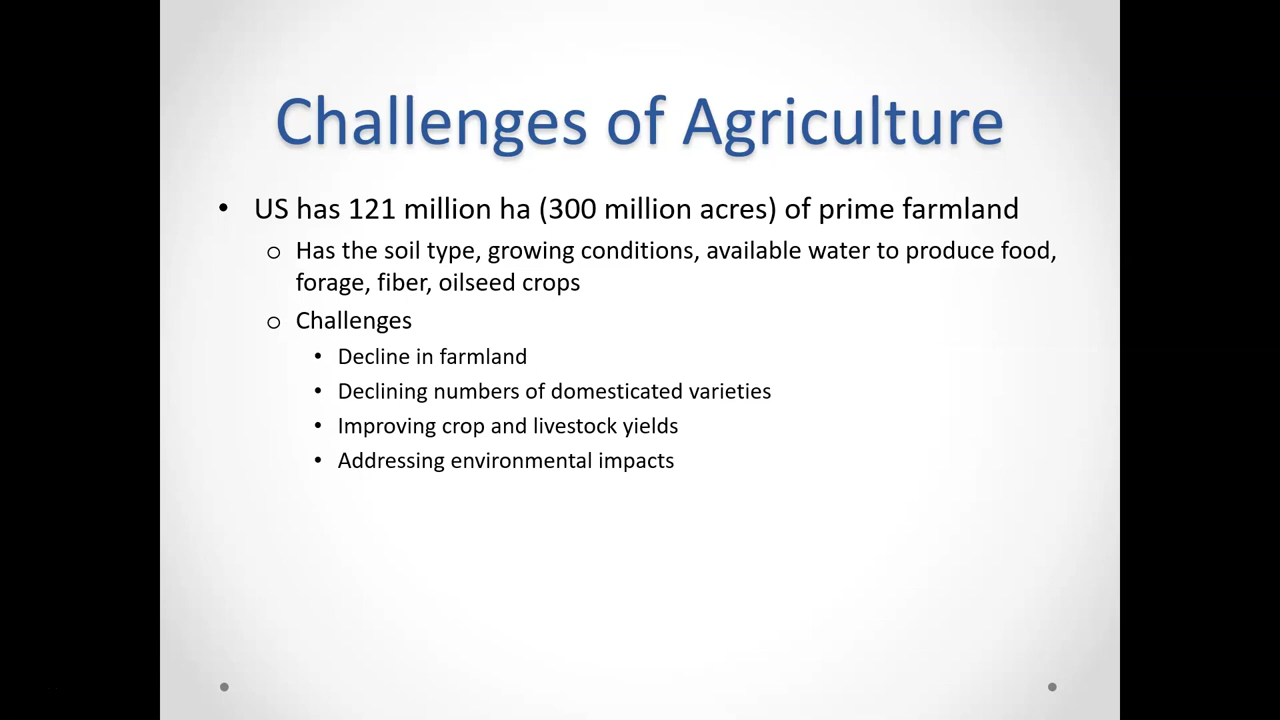 Challenges of Agriculture
• US has 121 million ha (300 million acres) of prime farmland
o Has the soil type, growing conditions, available water to produce food,
forage, fiber, oilseed crops
o Challenges
• Decline in farmland
• Declining numbers of domesticated varieties
• Improving crop and livestock yields
• Addressing environmental impacts